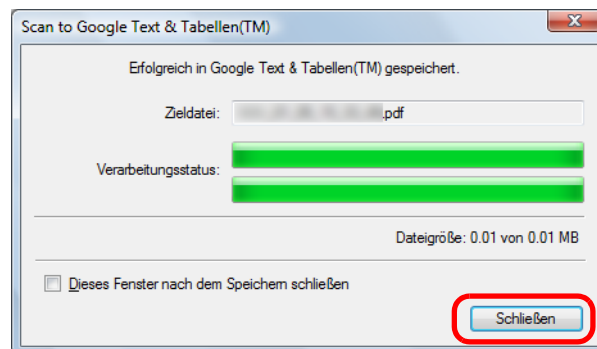 Scan to Google Text & Tabellen(TM)
Erfolgreich in Google Text & Tabellen(TM) gespeichert.
Zieldatei: .pdf
Verarbeitungsstatus:
Dateigröße: 0.01 von 0.01 MB
Dieses Fenster nach dem Speichern schließen
Schließen